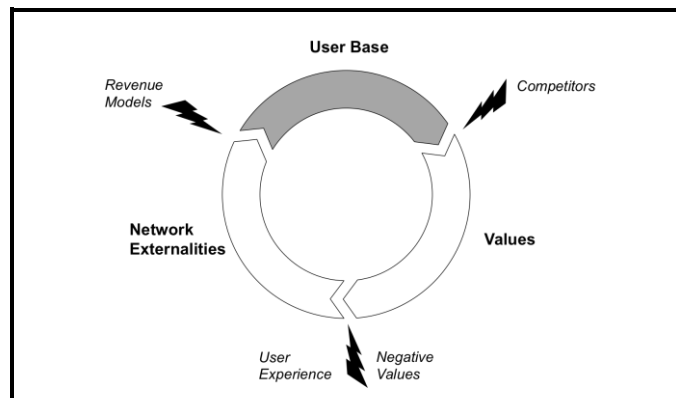 User Base
Revenue
Models
Competitors
Network
Externalities
Values
User
Experience
Negative
Values